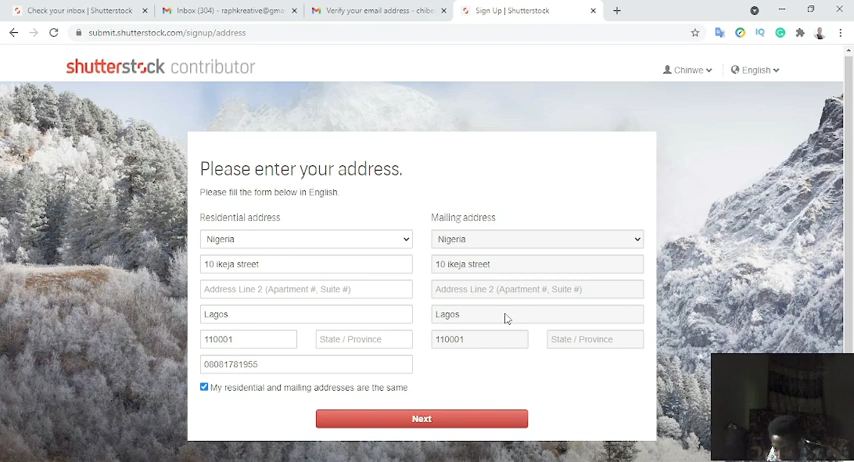 Check your inbox | Shutterstock
Inbox (304) - raphkreative@gma
Verify your email address - chibe
Sign Up | Shutterstock
submit.shutterstock.com/signup/address
shutterstock contributor
Chinwe
English
Please enter your address.
Please fill the form below in English.
Residential address
Mailing address
Nigeria
Nigeria
10 ikeja street
10 ikeja street
Address Line 2 (Apartment #, Suite #)
Address Line 2 (Apartment #, Suite #)
Lagos
Lagos
110001
State / Province
110001
State / Province
08081781955
My residential and mailing addresses are the same
Next